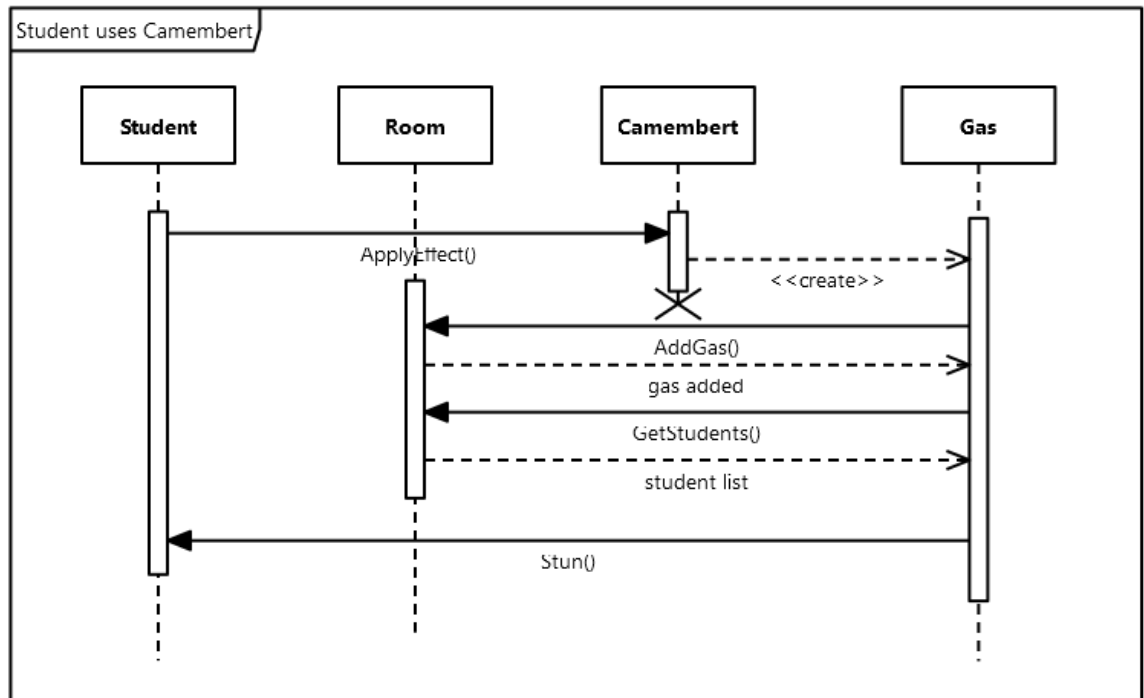 Student uses Camembert
Student
Room
Camembert
Gas
ApplyEffect()
<<create>>
AddGas()
gas added
GetStudents()
student list
Stun()